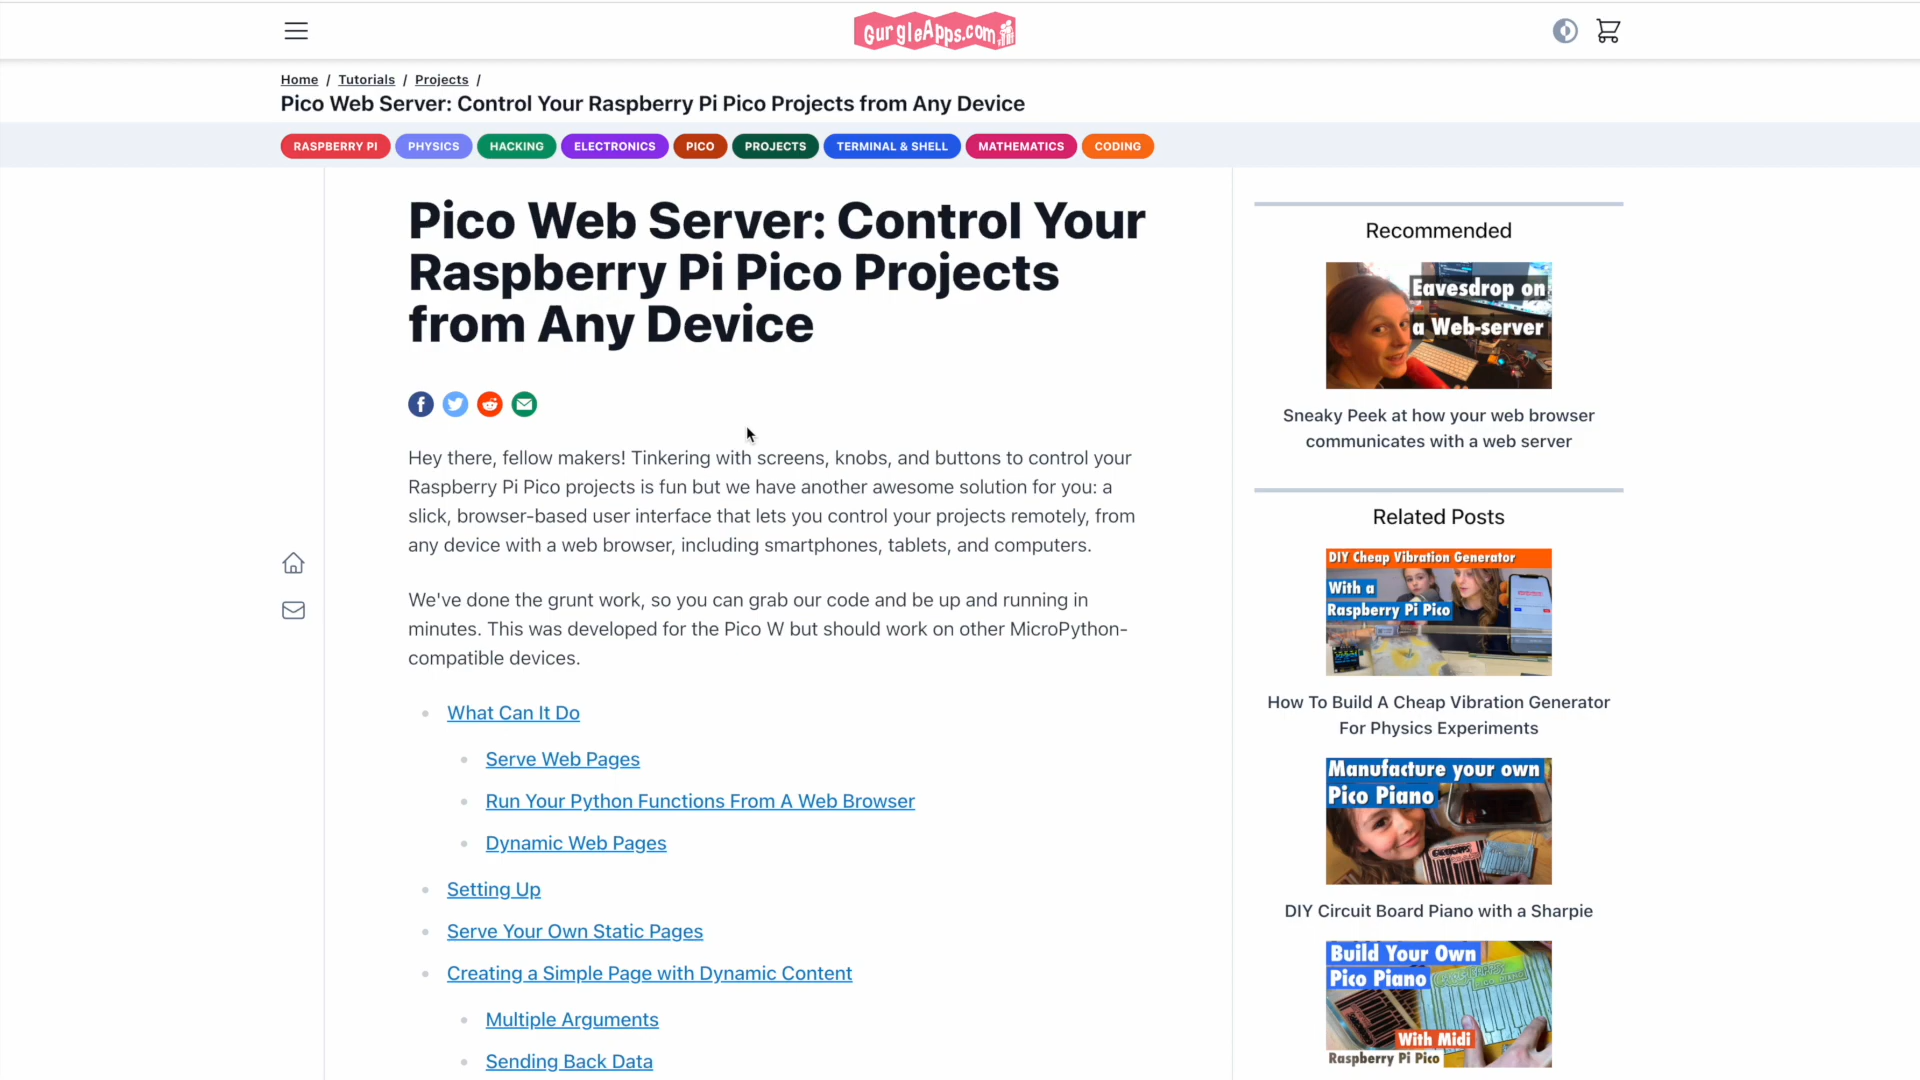 GurgleApps.com
Home / Tutorials / Projects /
Pico Web Server: Control Your Raspberry Pi Pico Projects from Any Device
RASPBERRY PI PHYSICS HACKING ELECTRONICS PICO PROJECTS TERMINAL & SHELL MATHEMATICS CODING
Pico Web Server: Control Your
Raspberry Pi Pico Projects
from Any Device
Hey there, fellow makers! Tinkering with screens, knobs, and buttons to control your
Raspberry Pi Pico projects is fun but we have another awesome solution for you: a
slick, browser-based user interface that lets you control your projects remotely, from
any device with a web browser, including smartphones, tablets, and computers.
We've done the grunt work, so you can grab our code and be up and running in
minutes. This was developed for the Pico W but should work on other MicroPython-
compatible devices.
What Can It Do
Serve Web Pages
Run Your Python Functions From A Web Browser
Dynamic Web Pages
Setting Up
Serve Your Own Static Pages
Creating a Simple Page with Dynamic Content
Multiple Arguments
Sending Back Data
Recommended
Eavesdrop on
a Web-server
Sneaky Peek at how your web browser
communicates with a web server
Related Posts
DIY Cheap Vibration Generator
With a
Raspberry Pi Pico
How To Build A Cheap Vibration Generator
For Physics Experiments
Manufacture your own
Pico Piano
DIY Circuit Board Piano with a Sharpie
Build Your Own
Pico Piano
With Midi
Raspberry Pi Pico